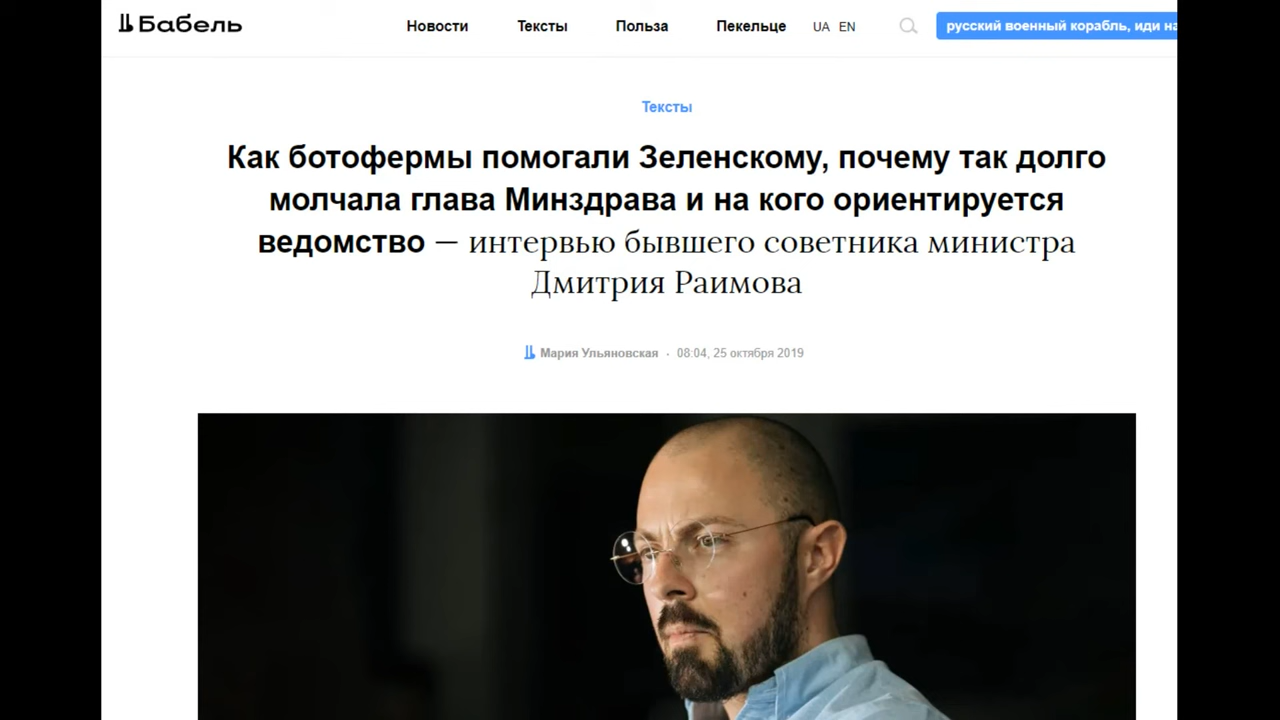 Бабель
Новости
Тексты
Польза
Пекельце
UA EN
русский военный корабль, иди на
Тексты
Как ботофермы помогали Зеленскому, почему так долго
молчала глава Минздрава и на кого ориентируется
ведомство — интервью бывшего советника министра
Дмитрия Раимова
Мария Ульяновская · 08:04, 25 октября 2019